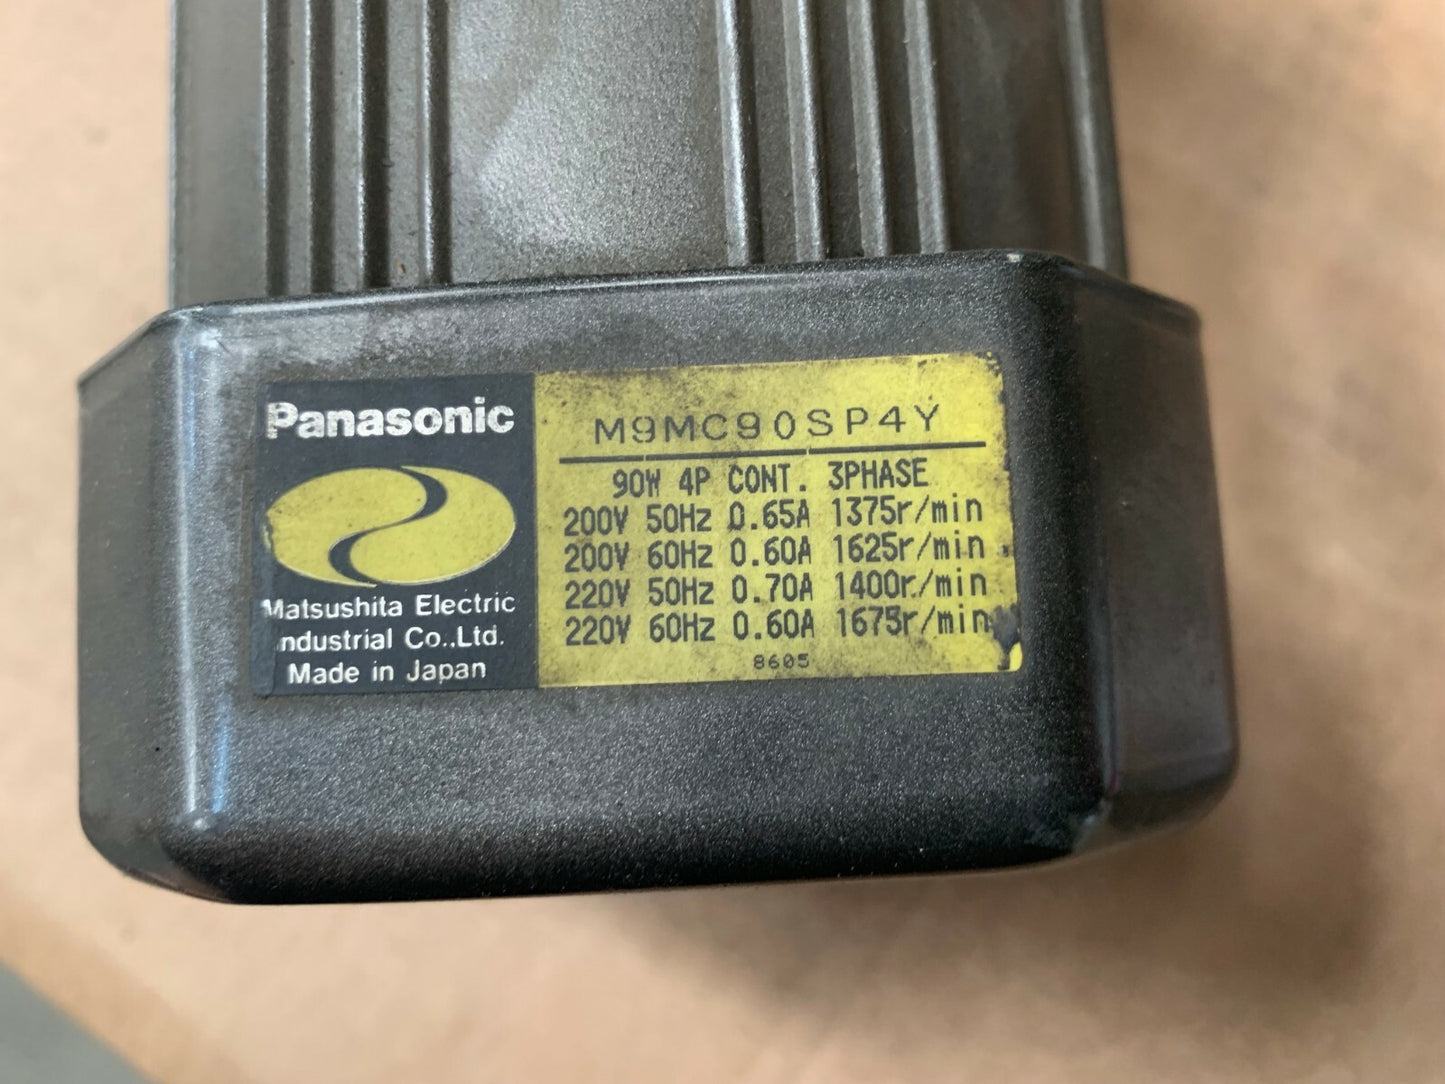 Panasonic
Matsushita Electric
Industrial Co.,Ltd.
Made in Japan
M9MC90SP4Y
90W 4P CONT. 3PHASE
200V 50Hz 0.65A 1375r/min
200V 60Hz 0.60A 1625r/min
220V 50Hz 0.70A 1400r/min
220V 60Hz 0.60A 1675r/min
8605